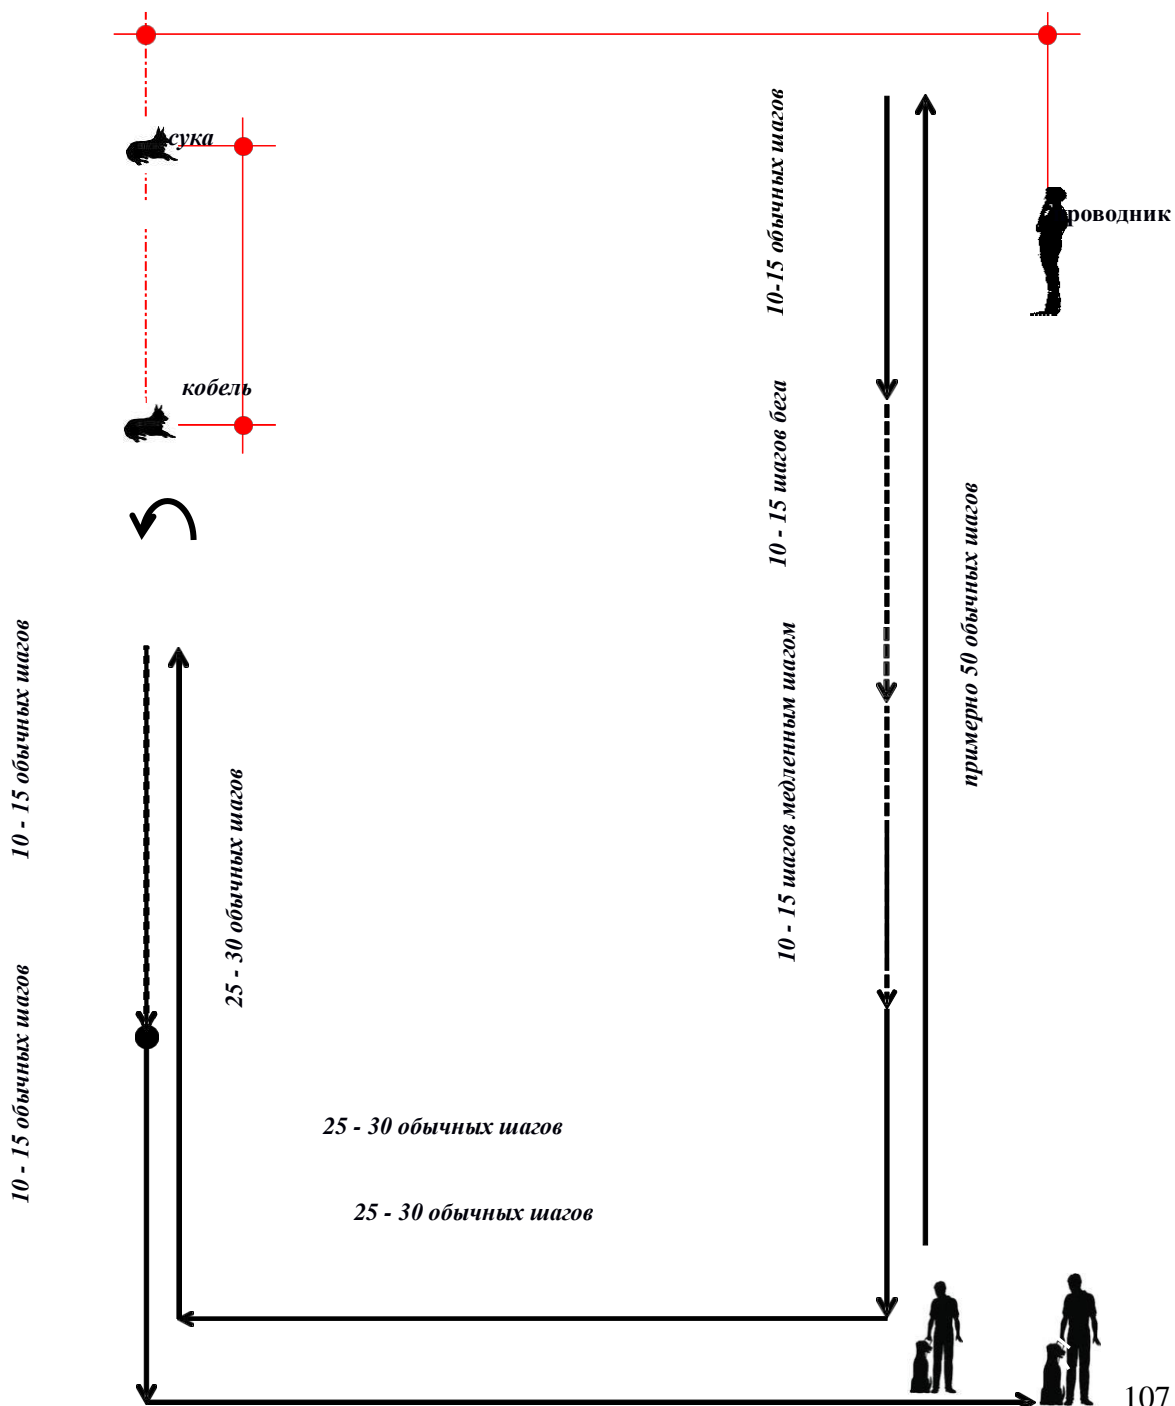 сука
10-15 обычных шагов
роводник
кобель
10 - 15 шагов бега
примерно 50 обычных шагов
10 - 15 обычных шагов
10 - 15 шагов медленным шагом
25 - 30 обычных шагов
10 - 15 обычных шагов
25 - 30 обычных шагов
25 - 30 обычных шагов
107